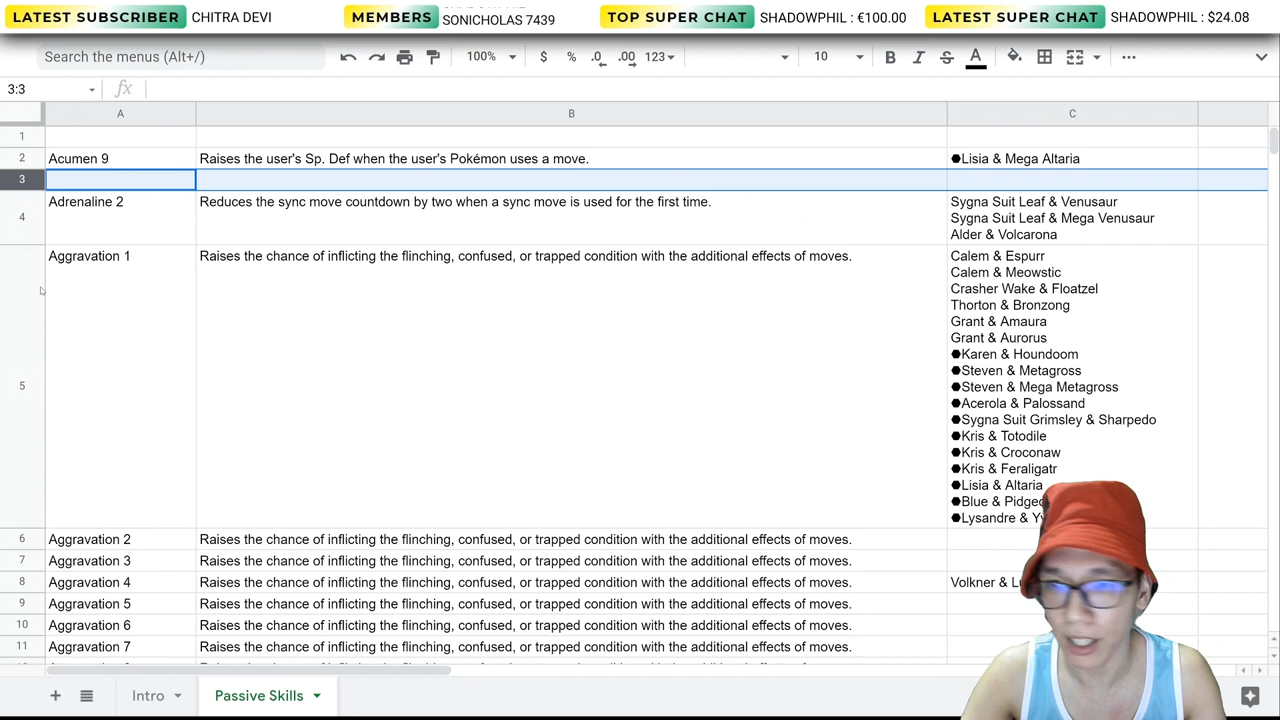 LATEST SUBSCRIBER CHITRA DEVI MEMBERS SONICHOLAS 7439 TOP SUPER CHAT SHADOWPHIL : €100.00 LATEST SUPER CHAT SHADOWPHIL : $24.08
Search the menus (Alt+/) 100% $ % .0 .00 123 10 B I S A
3:3 fx
A B C
1
2 Acumen 9 Raises the user's Sp. Def when the user's Pokémon uses a move. ⬣Lisia & Mega Altaria
3
4 Adrenaline 2 Reduces the sync move countdown by two when a sync move is used for the first time. Sygna Suit Leaf & Venusaur
Sygna Suit Leaf & Mega Venusaur
Alder & Volcarona
5 Aggravation 1 Raises the chance of inflicting the flinching, confused, or trapped condition with the additional effects of moves. Calem & Espurr
Calem & Meowstic
Crasher Wake & Floatzel
Thorton & Bronzong
Grant & Amaura
Grant & Aurorus
⬣Karen & Houndoom
⬣Steven & Metagross
⬣Steven & Mega Metagross
⬣Acerola & Palossand
⬣Sygna Suit Grimsley & Sharpedo
⬣Kris & Totodile
⬣Kris & Croconaw
⬣Kris & Feraligatr
⬣Lisia & Altaria
⬣Blue &
⬣Lysandre &
6 Aggravation 2 Raises the chance of inflicting the flinching, confused, or trapped condition with the additional effects of moves.
7 Aggravation 3 Raises the chance of inflicting the flinching, confused, or trapped condition with the additional effects of moves.
8 Aggravation 4 Raises the chance of inflicting the flinching, confused, or trapped condition with the additional effects of moves. Volkner &
9 Aggravation 5 Raises the chance of inflicting the flinching, confused, or trapped condition with the additional effects of moves.
10 Aggravation 6 Raises the chance of inflicting the flinching, confused, or trapped condition with the additional effects of moves.
11 Aggravation 7 Raises the chance of inflicting the flinching, confused, or trapped condition with the additional effects of moves.
Intro Passive Skills